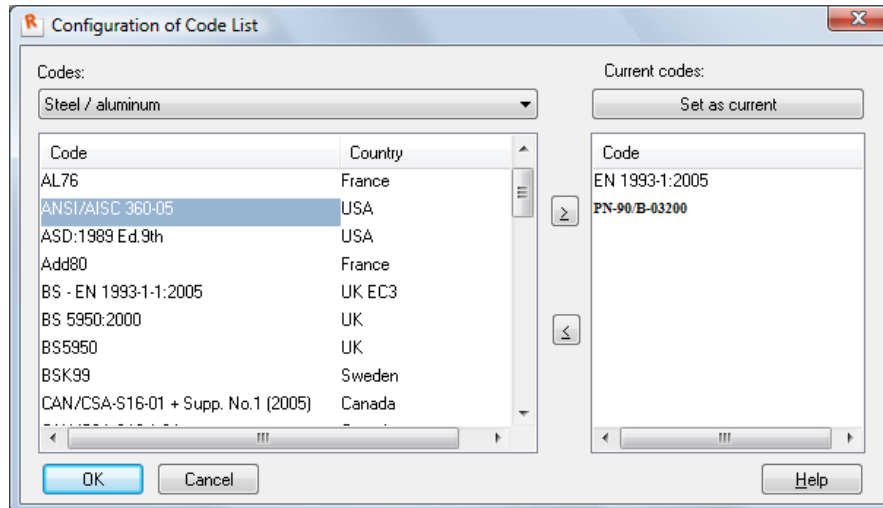 R Configuration of Code List X
Codes: Current codes:
Steel / aluminum Set as current
Code Country Code
AL76 France EN 1993-1:2005
ANSI/AISC 360-05 USA PN-90/B-03200
ASD:1989 Ed.9th USA
Add80 France
BS - EN 1993-1-1:2005 UK EC3
BS 5950:2000 UK
BS5950 UK
BSK99 Sweden
CAN/CSA-S16-01 + Supp. No.1 (2005) Canada
OK Cancel Help